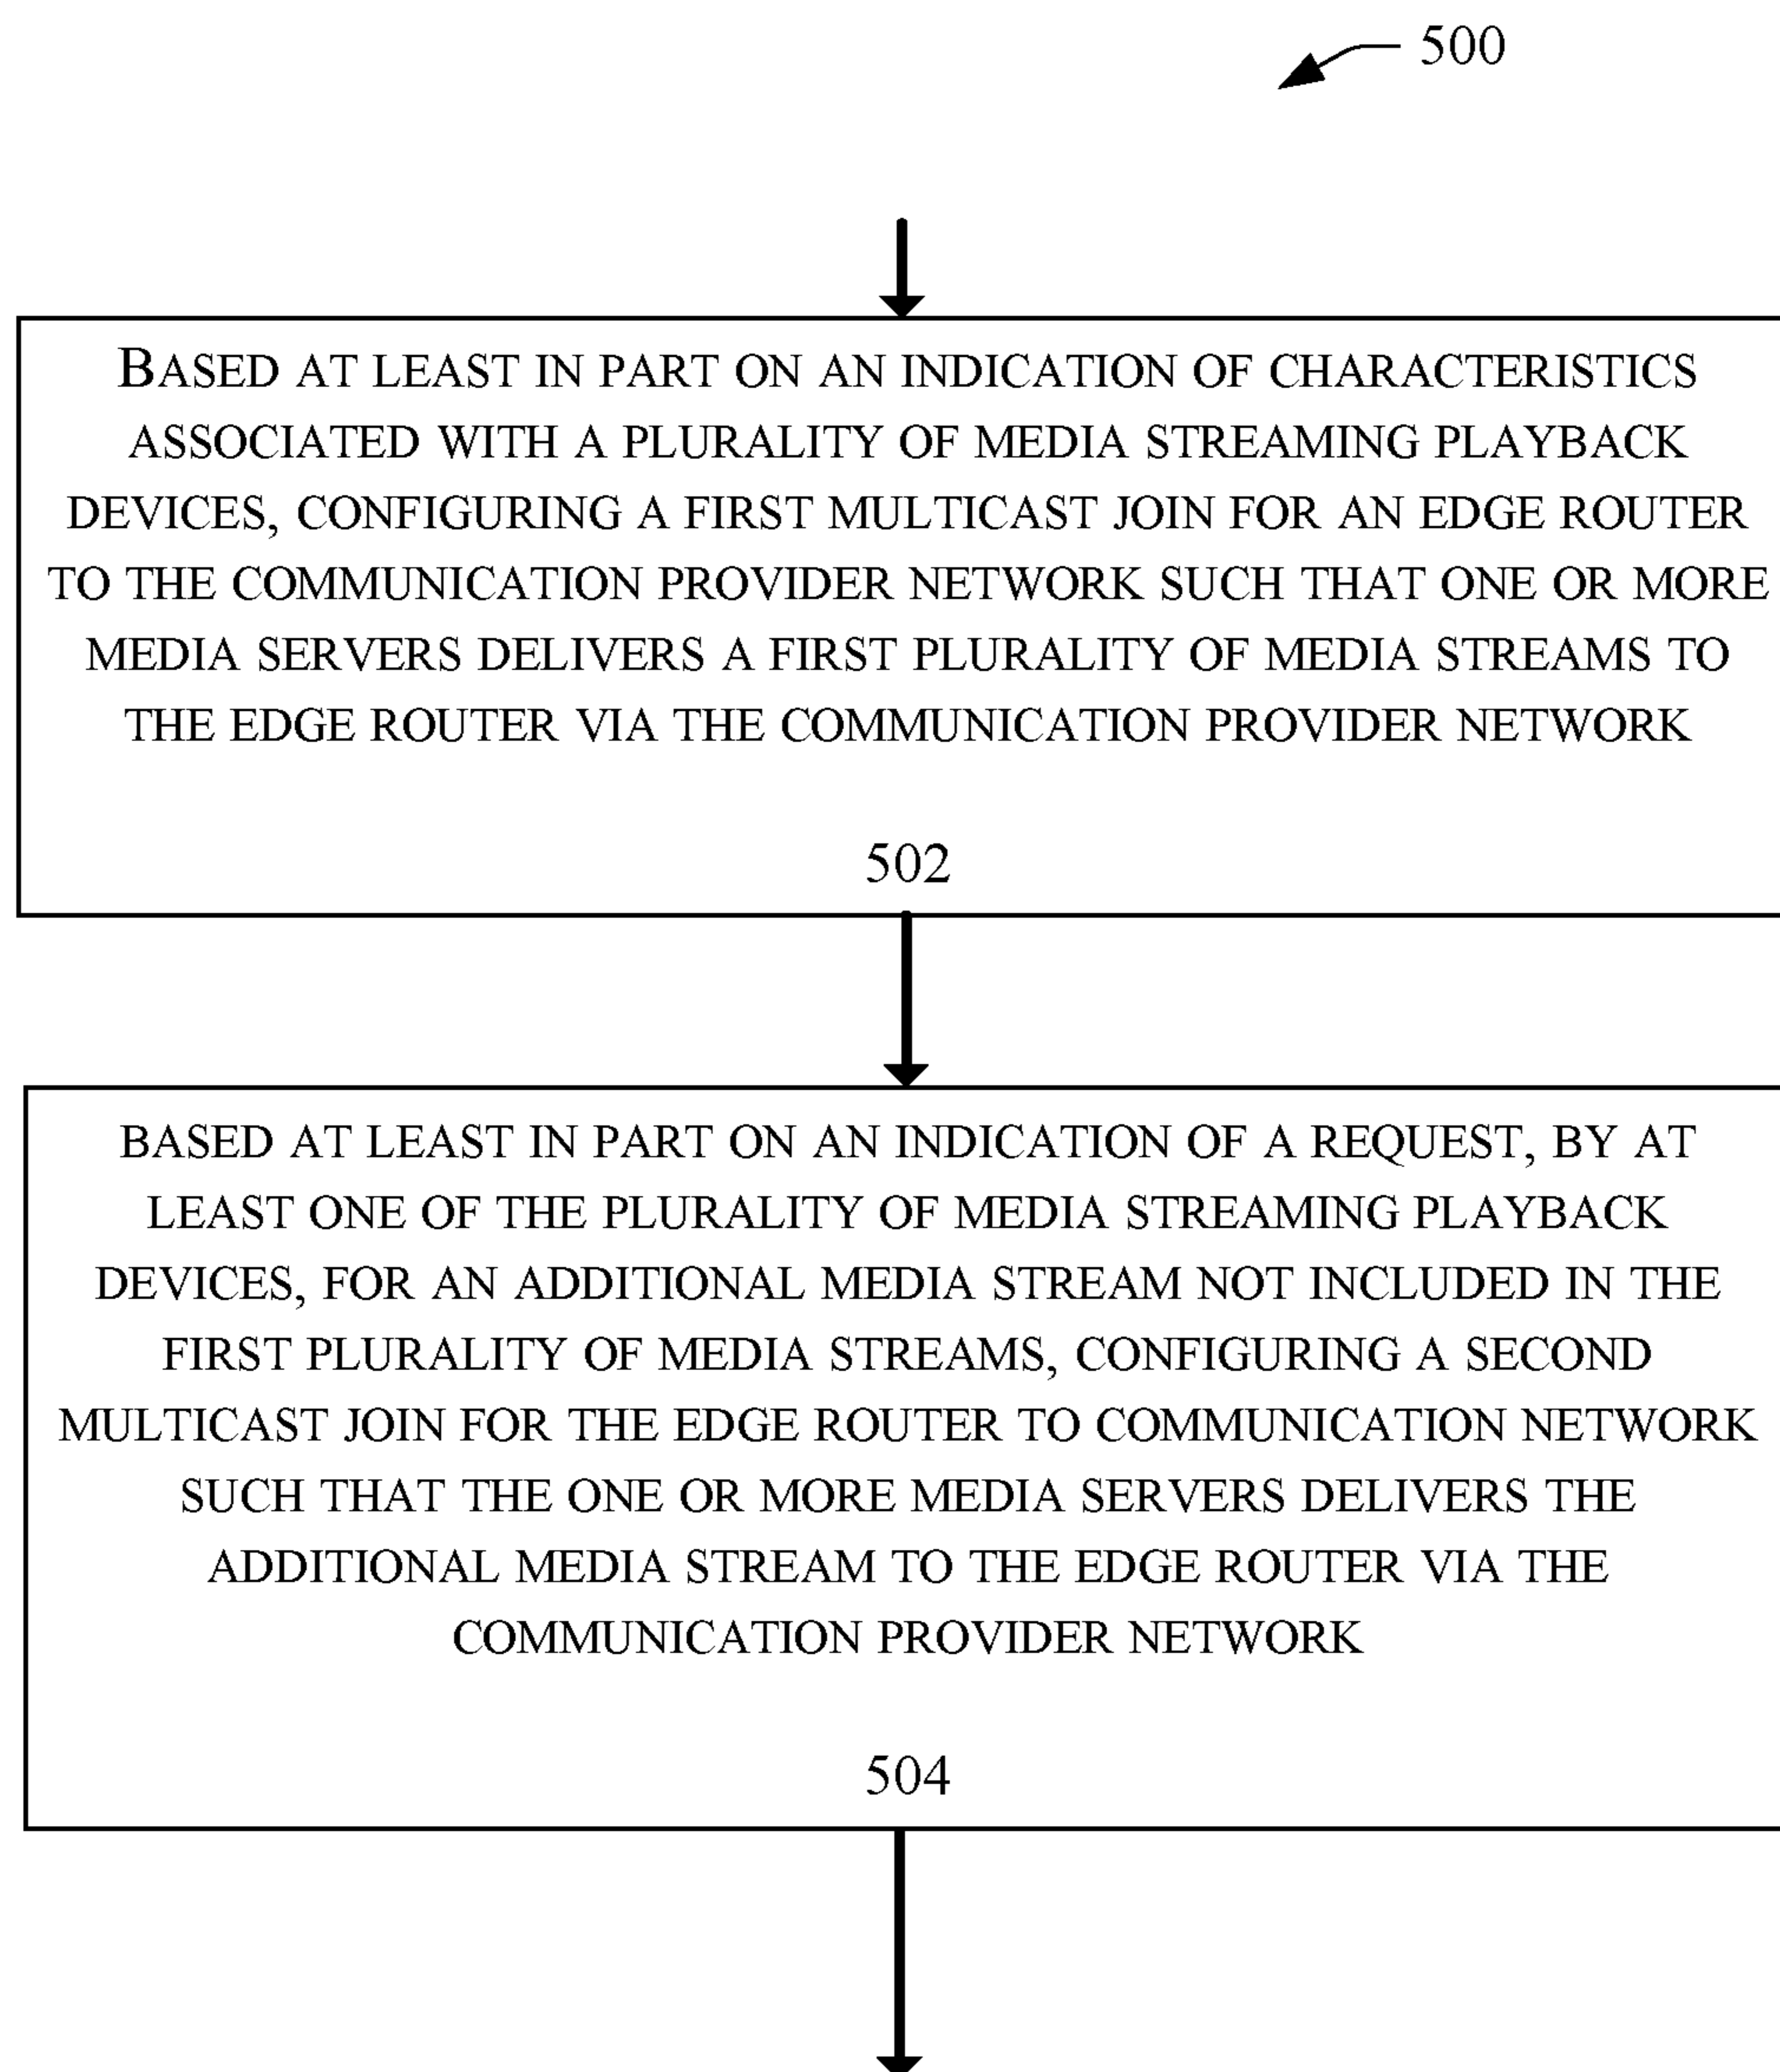 500
BASED AT LEAST IN PART ON AN INDICATION OF CHARACTERISTICS
ASSOCIATED WITH A PLURALITY OF MEDIA STREAMING PLAYBACK
DEVICES, CONFIGURING A FIRST MULTICAST JOIN FOR AN EDGE ROUTER
TO THE COMMUNICATION PROVIDER NETWORK SUCH THAT ONE OR MORE
MEDIA SERVERS DELIVERS A FIRST PLURALITY OF MEDIA STREAMS TO
THE EDGE ROUTER VIA THE COMMUNICATION PROVIDER NETWORK
502
BASED AT LEAST IN PART ON AN INDICATION OF A REQUEST, BY AT
LEAST ONE OF THE PLURALITY OF MEDIA STREAMING PLAYBACK
DEVICES, FOR AN ADDITIONAL MEDIA STREAM NOT INCLUDED IN THE
FIRST PLURALITY OF MEDIA STREAMS, CONFIGURING A SECOND
MULTICAST JOIN FOR THE EDGE ROUTER TO COMMUNICATION NETWORK
SUCH THAT THE ONE OR MORE MEDIA SERVERS DELIVERS THE
ADDITIONAL MEDIA STREAM TO THE EDGE ROUTER VIA THE
COMMUNICATION PROVIDER NETWORK
504